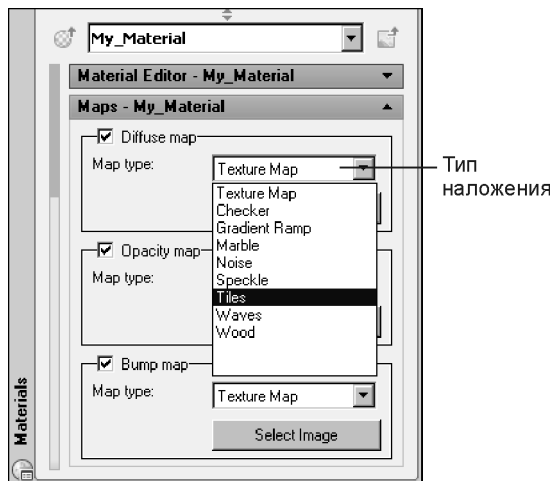 My_Material
Material Editor - My_Material
Maps - My_Material
Diffuse map
Map type:
Texture Map
Тип
наложения
Texture Map
Checker
Gradient Ramp
Marble
Noise
Speckle
Tiles
Waves
Wood
Opacity map
Map type:
Bump map
Map type:
Texture Map
Select Image
Materials